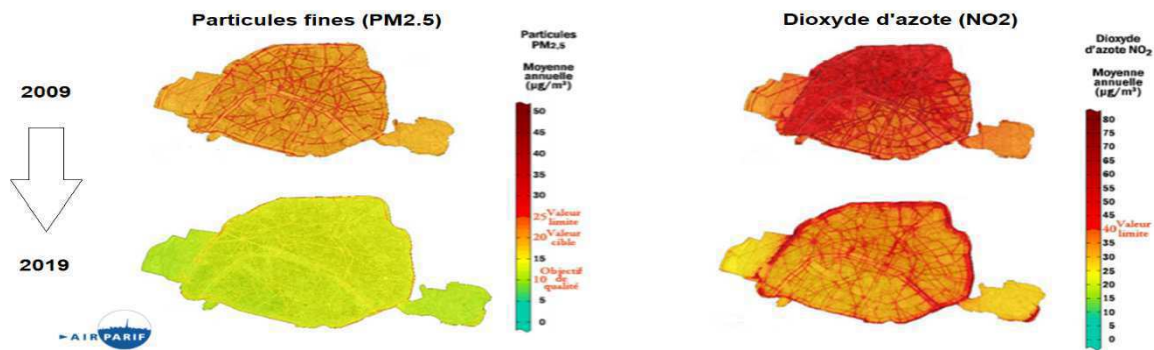 Particules fines (PM2.5)
Dioxyde d'azote (NO2)
2009
2019
Particules
PM2,5
Moyenne
annuelle
(µg/m³)
50
45
40
35
30
25 Valeur
limite
20 Valeur
cible
15
10 Objectif
de
qualité
5
0
Dioxyde
d'azote NO2
Moyenne
annuelle
(µg/m³)
80
75
70
65
60
55
50
45
40 Valeur
limite
35
30
25
20
15
10
5
0
AIRPARIF